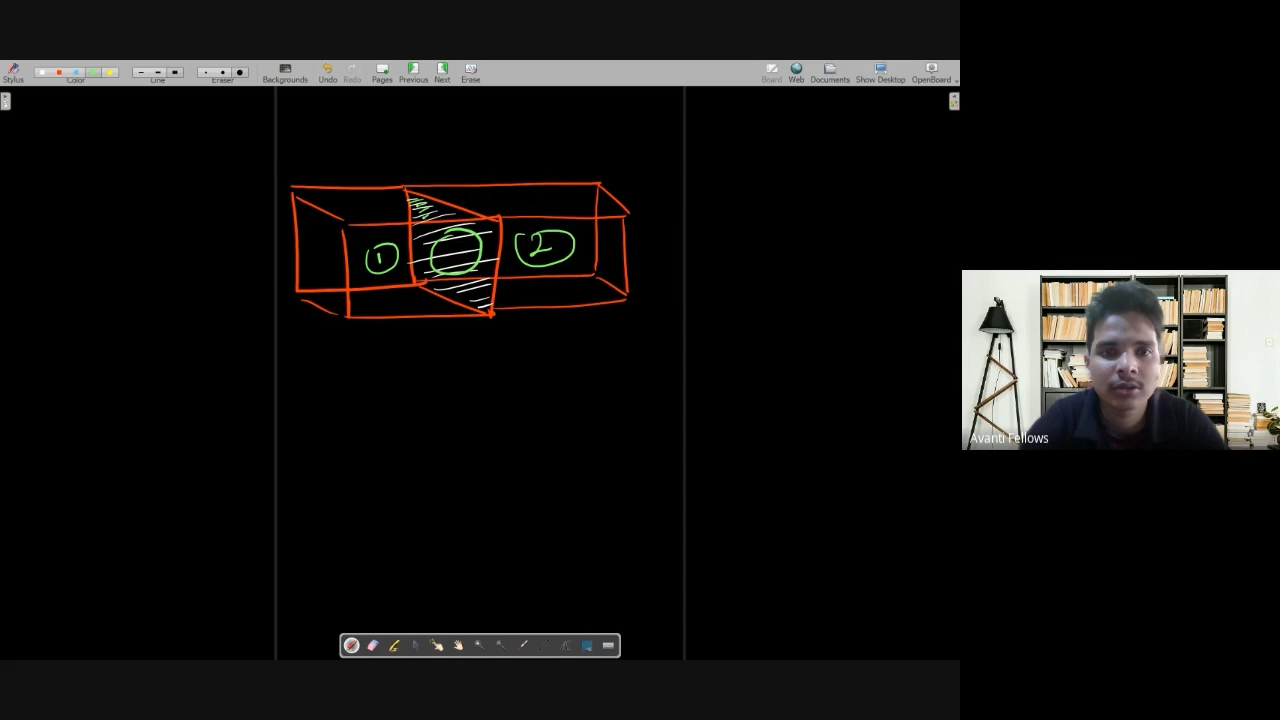 Stylus Color Line Eraser Backgrounds Undo Redo Pages Previous Next Erase Board Web Documents Show Desktop OpenBoard
1 2
Avanti Fellows